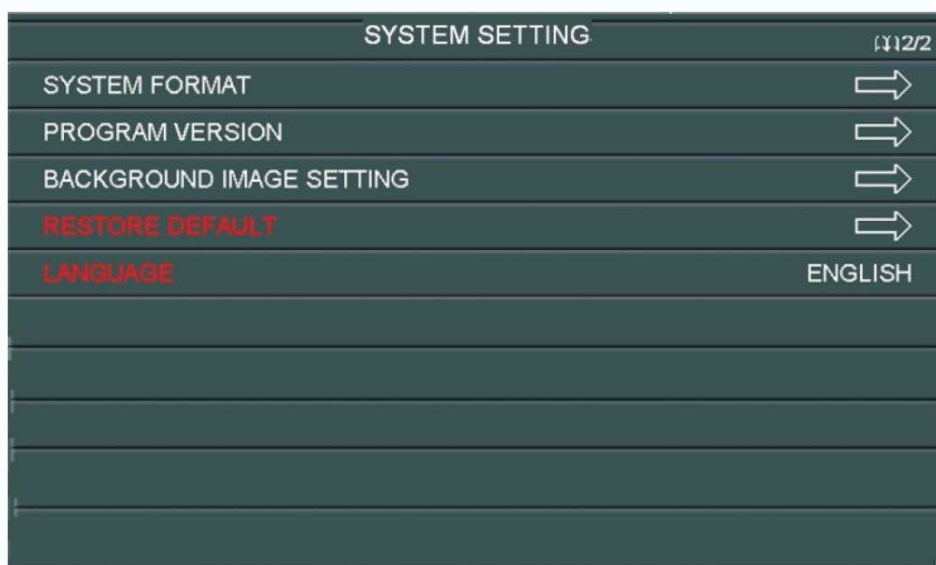 SYSTEM SETTING
2/2
SYSTEM FORMAT
PROGRAM VERSION
BACKGROUND IMAGE SETTING
RESTORE DEFAULT
LANGUAGE ENGLISH